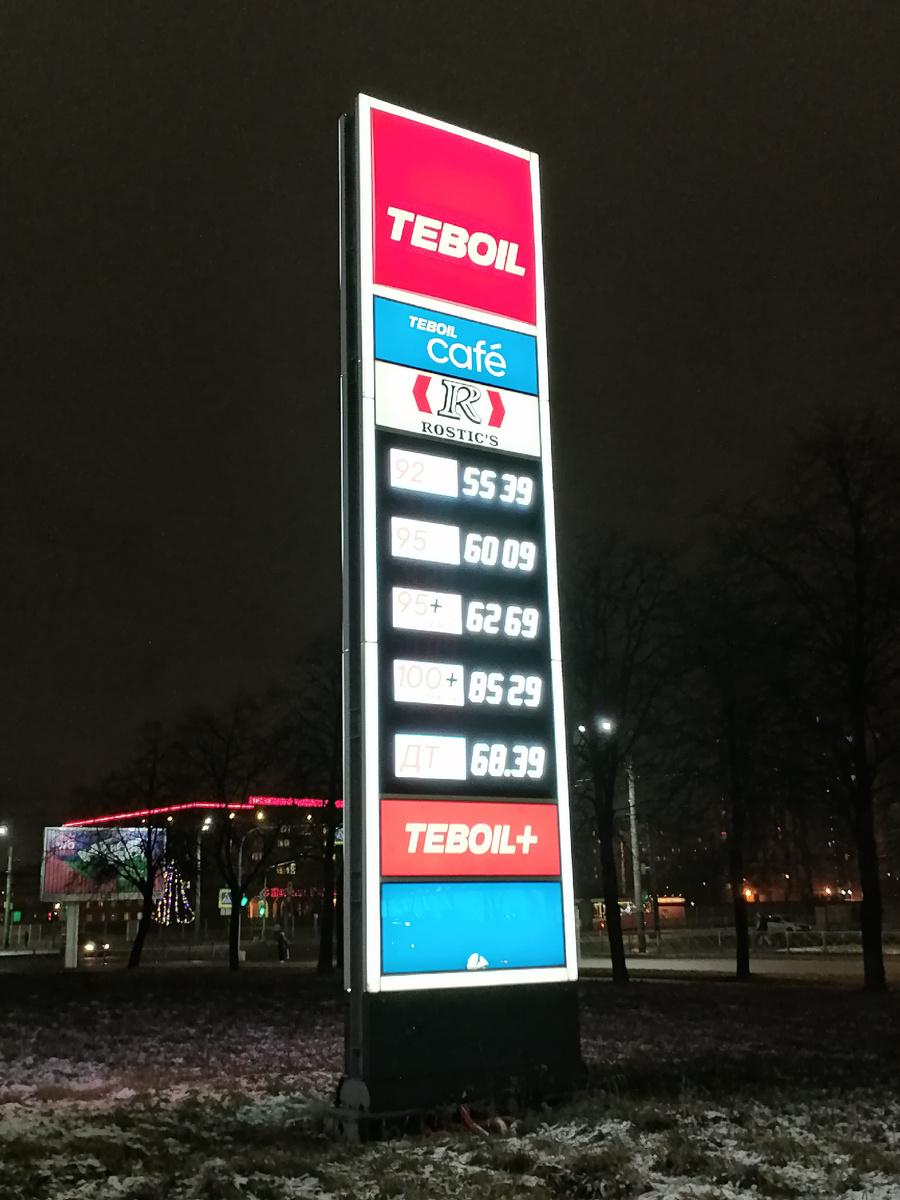 TEBOIL
TEBOIL
café
R
ROSTIC'S
92 55 39
95 60 09
95+ 62 69
100+ 85 29
ДТ 68.39
TEBOIL+